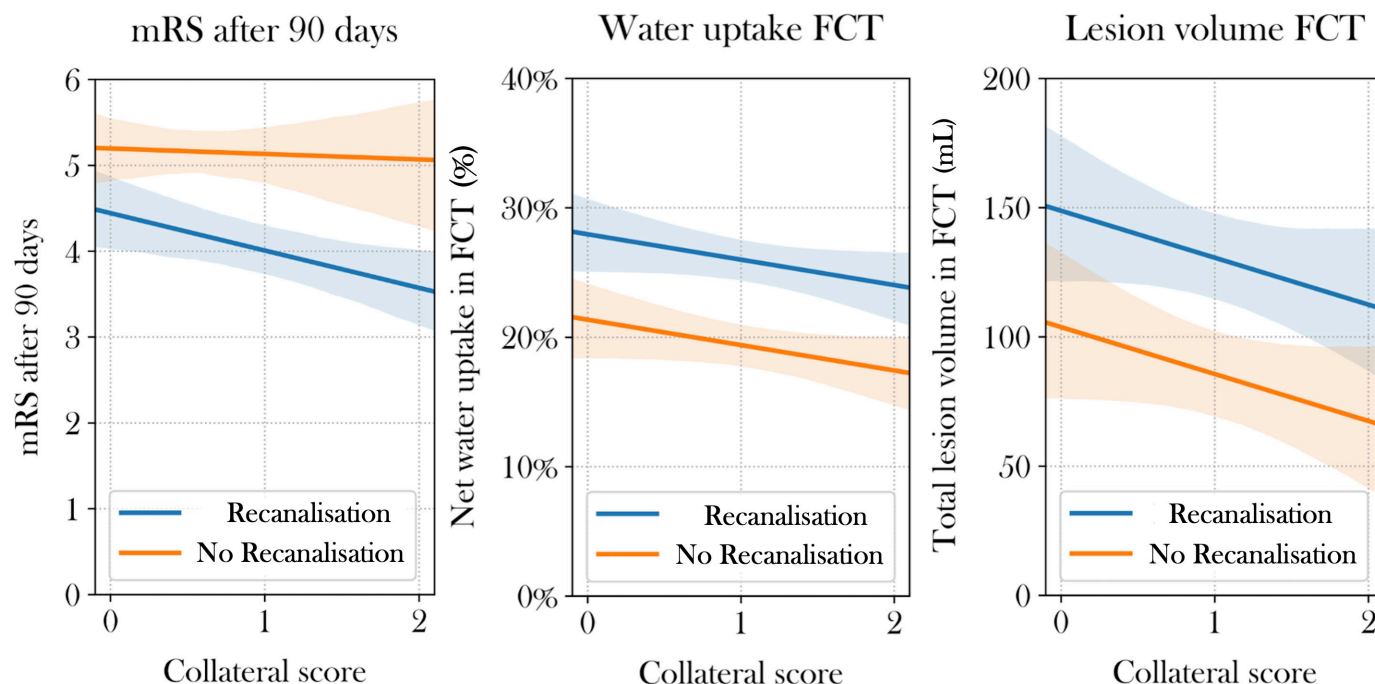 mRS after 90 days
6
5
4
3
2
1
0
mRS after 90 days
Recanalisation
No Recanalisation
0
1
2
Collateral score
Water uptake FCT
40%
30%
20%
10%
0%
Net water uptake in FCT (%)
Recanalisation
No Recanalisation
0
1
2
Collateral score
Lesion volume FCT
200
150
100
50
0
Total lesion volume in FCT (mL)
Recanalisation
No Recanalisation
0
1
2
Collateral score